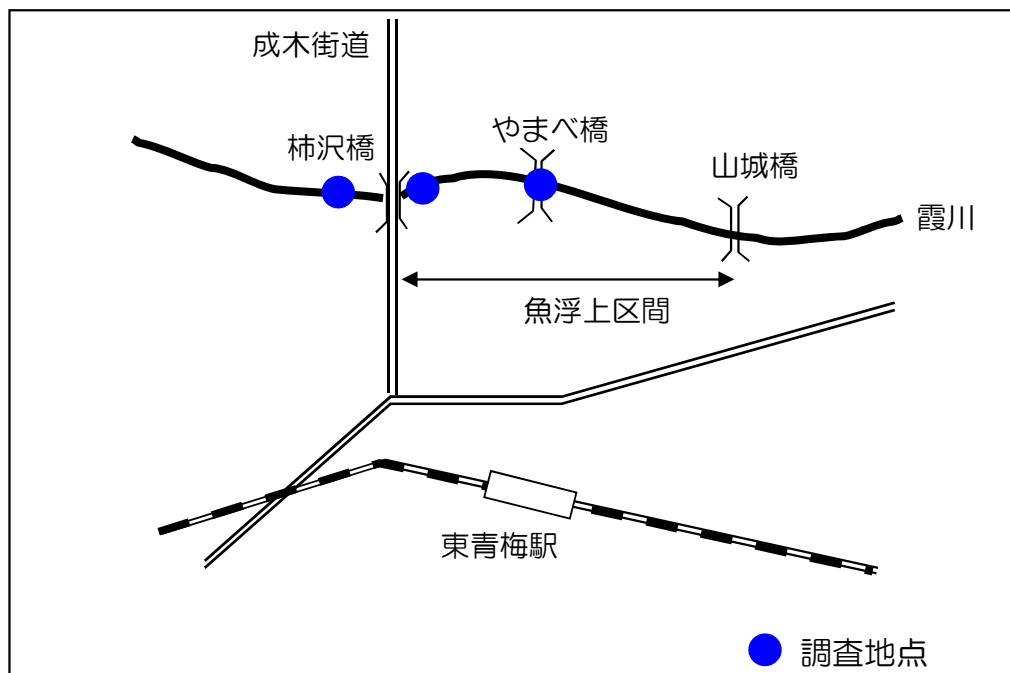 成木街道
やまべ橋
柿沢橋
山城橋
霞川
魚浮上区間
東青梅駅
調査地点